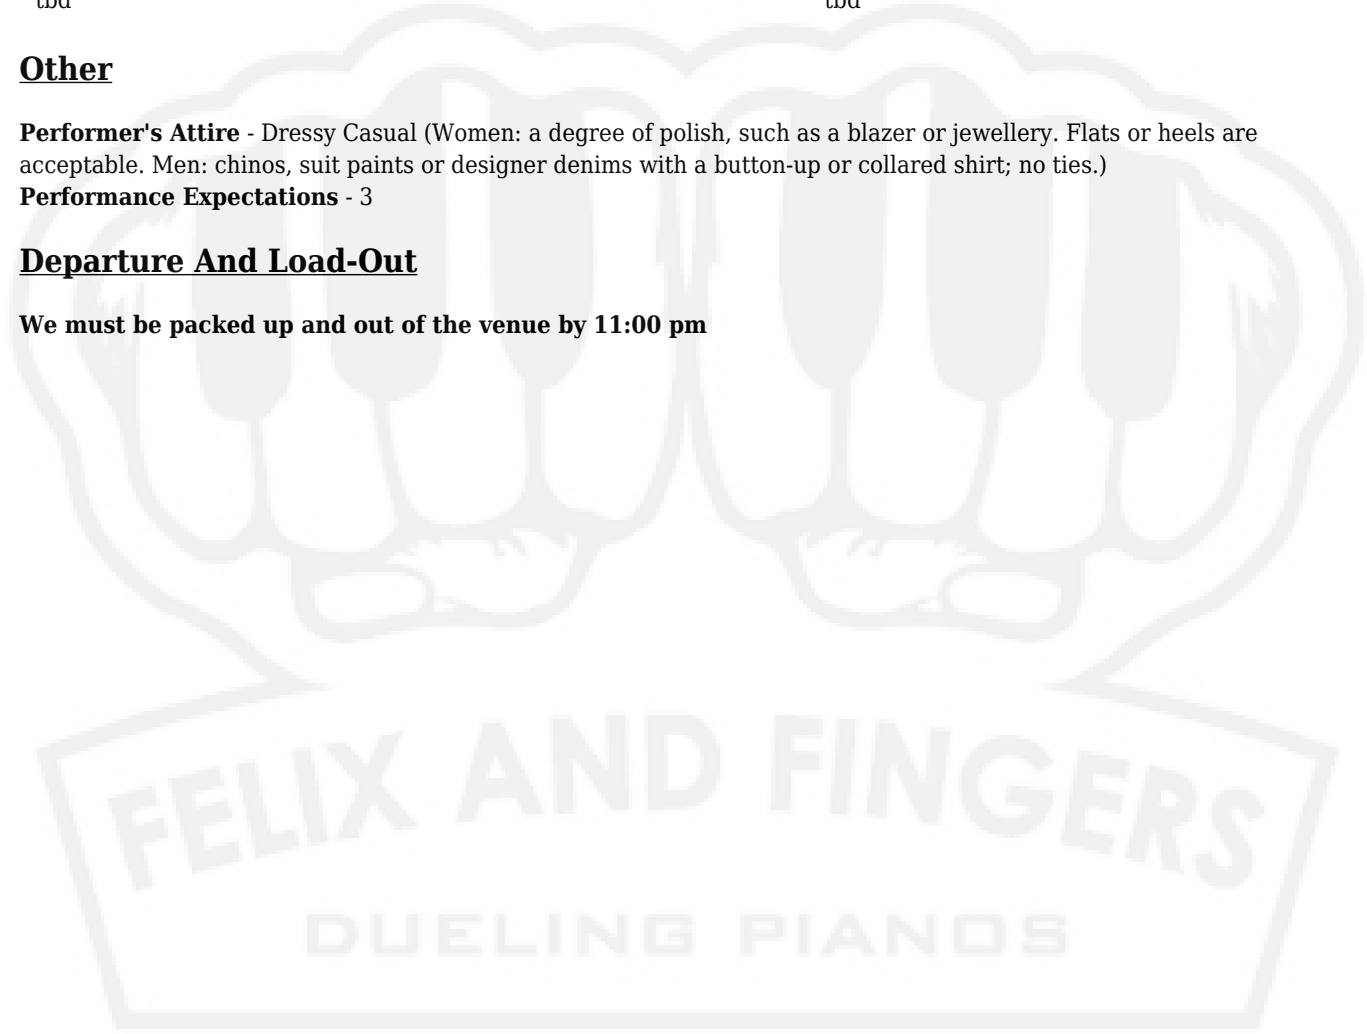 tbd tbd
Other
Performer's Attire - Dressy Casual (Women: a degree of polish, such as a blazer or jewellery. Flats or heels are
acceptable. Men: chinos, suit paints or designer denims with a button-up or collared shirt; no ties.)
Performance Expectations - 3
Departure And Load-Out
We must be packed up and out of the venue by 11:00 pm
FELIX AND FINGERS
DUELING PIANOS